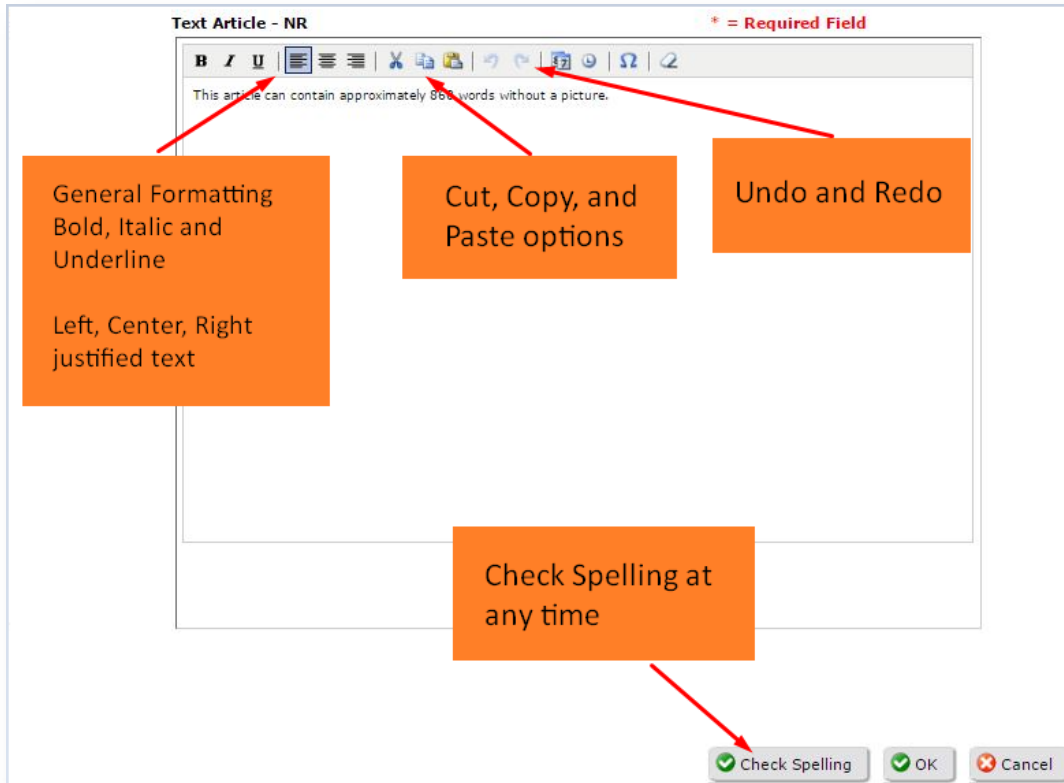 Text Article - NR
* = Required Field
B I U Ω
This article can contain approximately words without a picture.
General Formatting
Bold, Italic and
Underline
Left, Center, Right
justified text
Cut, Copy, and
Paste options
Undo and Redo
Check Spelling at
any time
Check Spelling
OK
Cancel